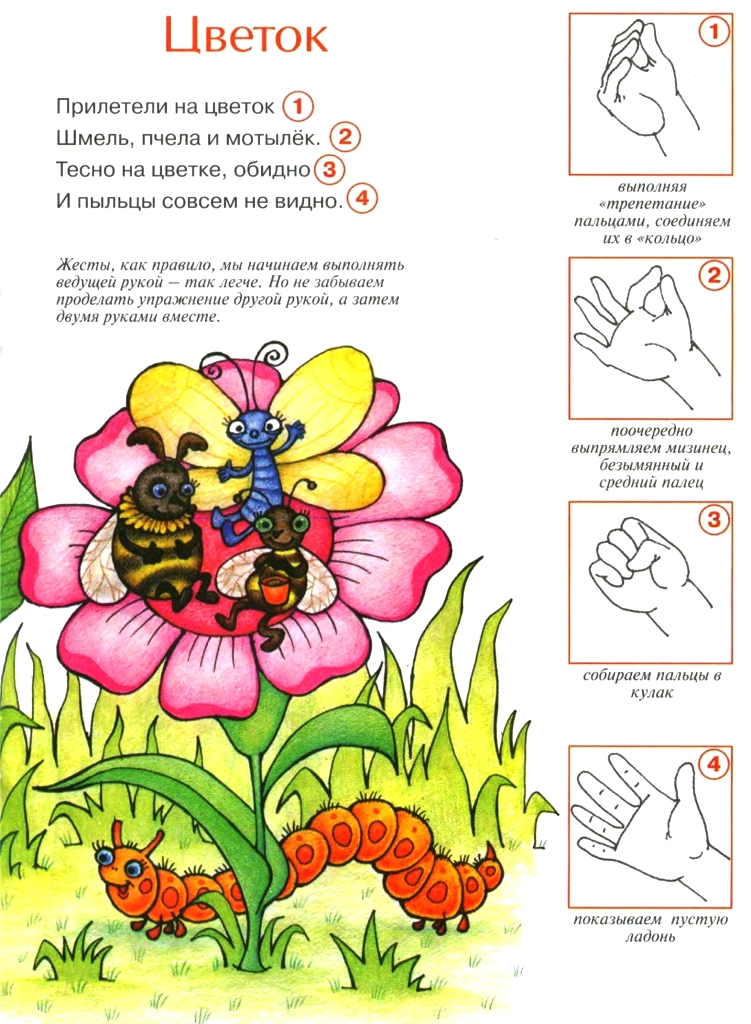 Цветок
Прилетели на цветок 1
Шмель, пчела и мотылёк. 2
Тесно на цветке, обидно 3
И пыльцы совсем не видно. 4
Жесты, как правило, мы начинаем выполнять
ведущей рукой – так легче. Но не забываем
проделать упражнение другой рукой, а затем
двумя руками вместе.
1
выполняя
«трепетание»
пальцами, соединяем
их в «кольцо»
2
поочередно
выпрямляем мизинец,
безымянный и
средний палец
3
собираем пальцы в
кулак
4
показываем пустую
ладонь